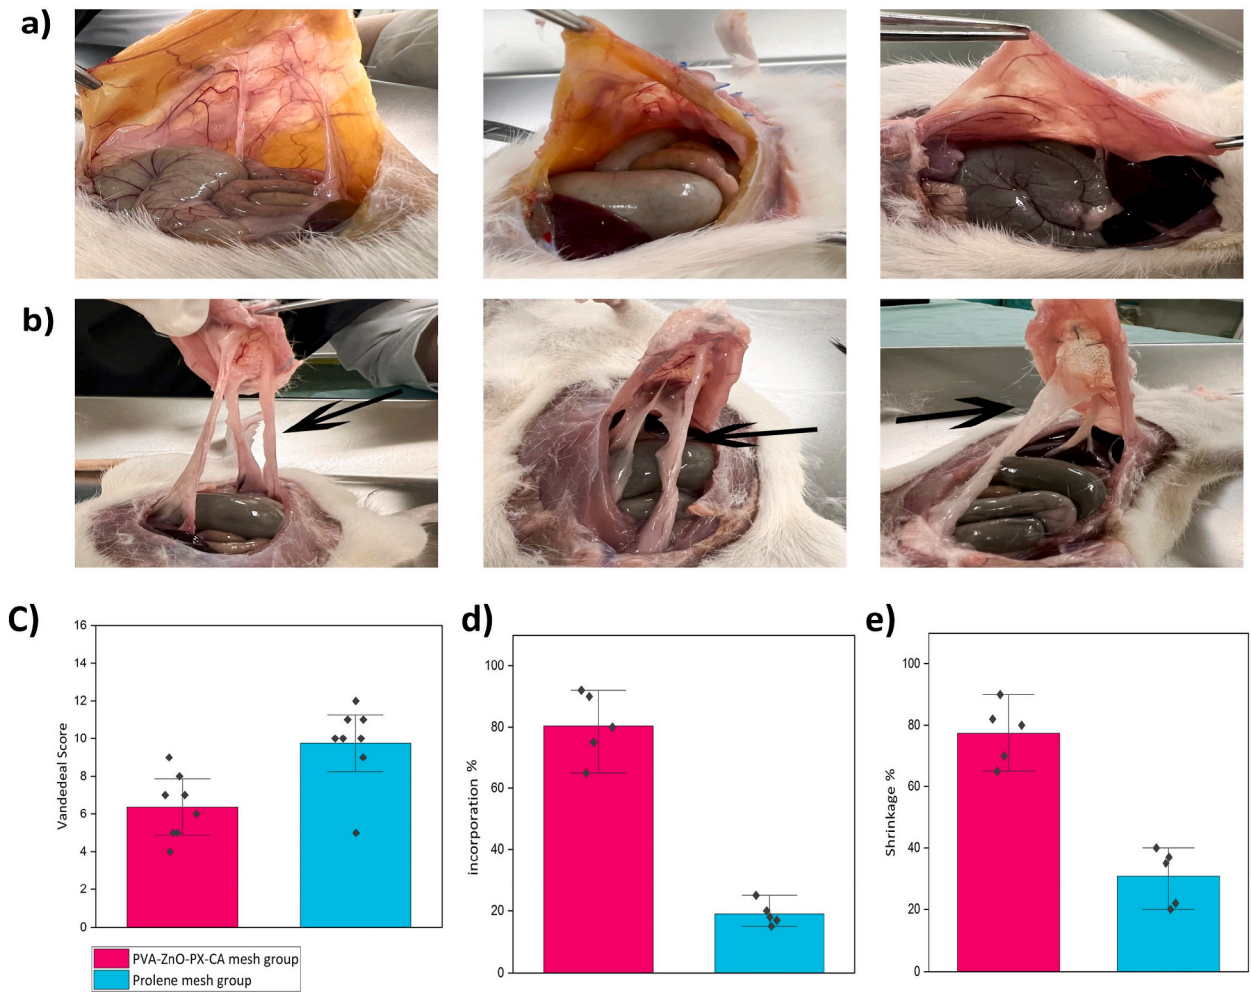 a)
b)
C)
16
14
12
10
8
6
4
2
0
Vandedeal Score
PVA-ZnO-PX-CA mesh group
Prolene mesh group
d)
100
80
60
40
20
0
incorporation %
e)
100
80
60
40
20
0
Shrinkage %